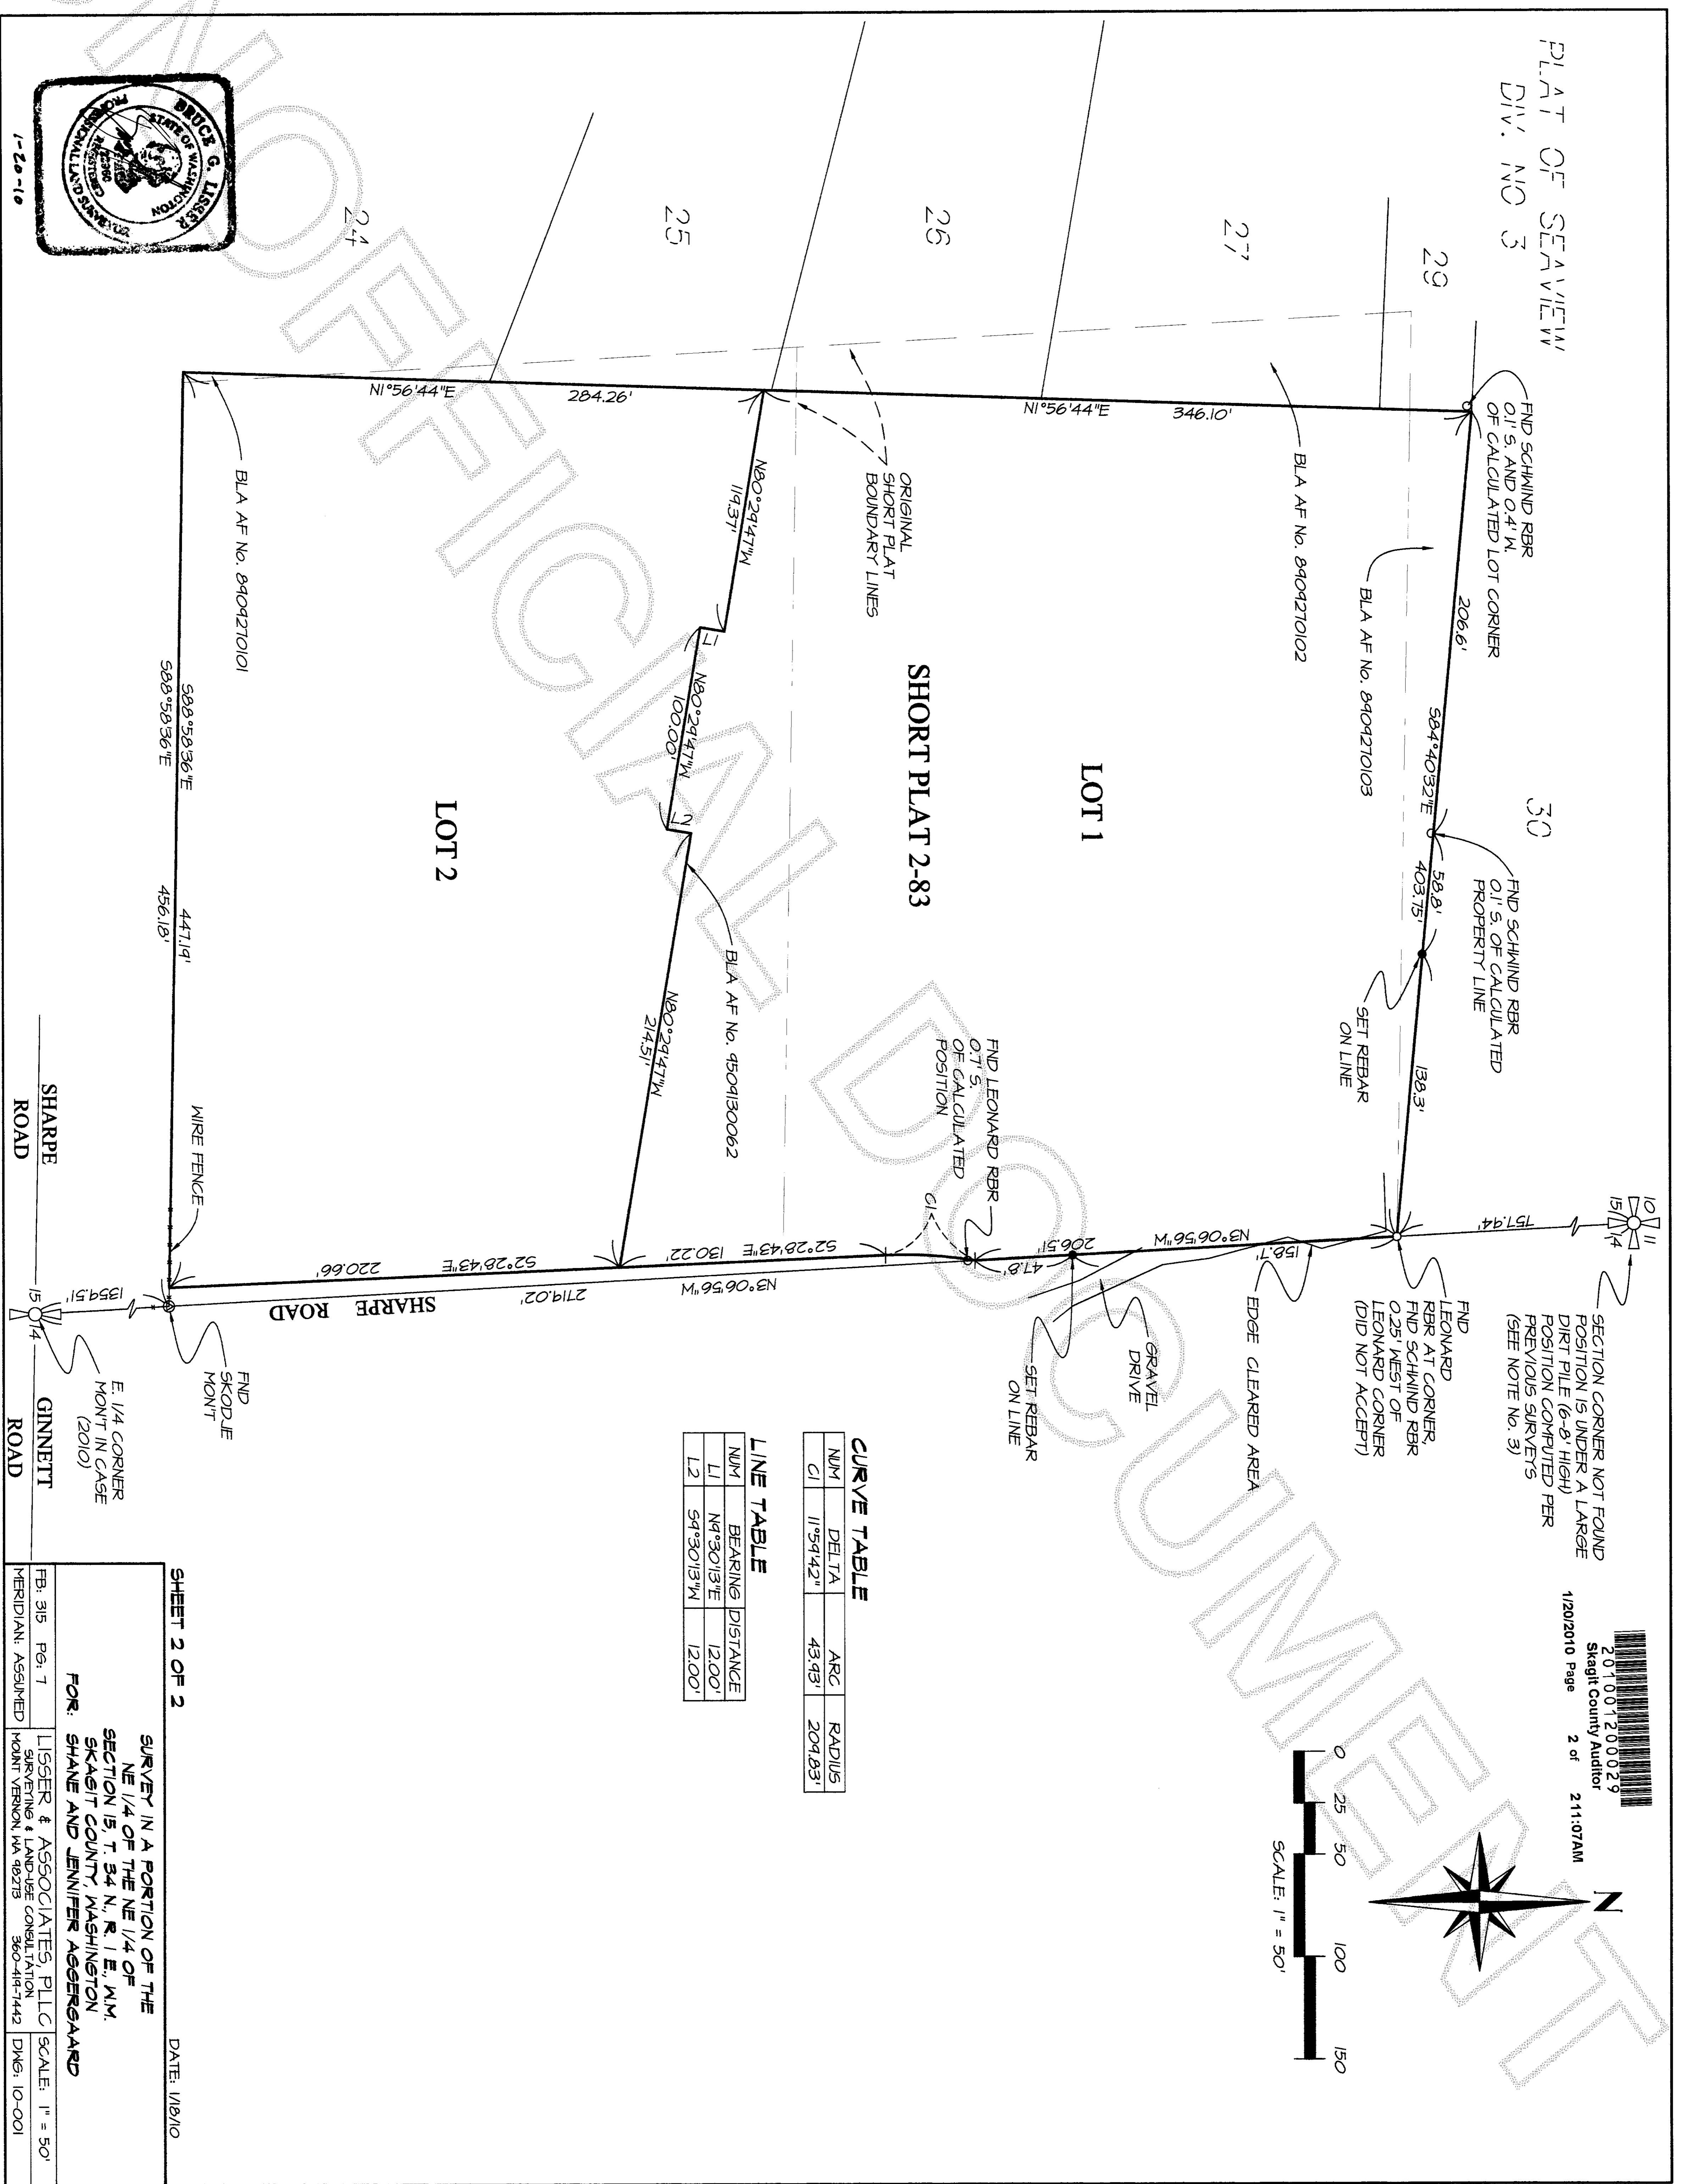 PLAT OF SEAVIEW
DIV. NO 3
29
27
26
25
24
30
FND SCHWIND RBR
0.1' S. AND 0.4' W.
OF CALCULATED LOT CORNER
206.6'
S84°40'32"E
58.8'
403.75'
138.3'
FND SCHWIND RBR
0.1' S. OF CALCULATED
PROPERTY LINE
SET REBAR
ON LINE
BLA AF No. 8909270103
BLA AF No. 8909270102
N1°56'44"E 346.10'
N1°56'44"E 284.26'
ORIGINAL
SHORT PLAT
BOUNDARY LINES
LOT 1
SHORT PLAT 2-83
N80°29'47"W
119.37'
L1
N80°29'47"W
100.00'
L2
BLA AF No. 9509130062
N80°29'47"W
214.51'
LOT 2
BLA AF No. 8909270101
S88°58'36"E 447.19'
S88°58'36"E 456.18'
WIRE FENCE
FND LEONARD RBR
0.7' S.
OF CALCULATED
POSITION
C1
10 11
15 14
757.94'
SECTION CORNER NOT FOUND
POSITION IS UNDER A LARGE
DIRT PILE (6-8' HIGH)
POSITION COMPUTED PER
PREVIOUS SURVEYS
(SEE NOTE No. 3)
FND
LEONARD
RBR AT CORNER,
FND SCHWIND RBR
0.25' WEST OF
LEONARD CORNER
(DID NOT ACCEPT)
N3°06'56"W
158.7'
206.51'
47.8'
EDGE CLEARED AREA
GRAVEL
DRIVE
SET REBAR
ON LINE
S2°28'43"E 130.22'
S2°28'43"E 220.66'
N3°06'56"W 2719.02'
SHARPE ROAD
FND
SKODJE
MON'T
1354.51'
15 14
E. 1/4 CORNER
MON'T IN CASE
(2010)
SHARPE
ROAD
GINNETT
ROAD
CURVE TABLE
NUM DELTA ARC RADIUS
C1 11°59'42" 43.93' 209.83'
LINE TABLE
NUM BEARING DISTANCE
L1 N9°30'13"E 12.00'
L2 S9°30'13"W 12.00'
201001200029
Skagit County Auditor
1/20/2010 Page 2 of 2 11:07AM
N
0 25 50 100 150
SCALE: 1" = 50'
BRUCE G. LISSER
STATE OF WASHINGTON
REGISTERED
22960
PROFESSIONAL LAND SURVEYOR
1-20-10
SHEET 2 OF 2
DATE: 1/18/10
SURVEY IN A PORTION OF THE
NE 1/4 OF THE NE 1/4 OF
SECTION 15, T. 34 N., R. 1 E., W.M.
SKAGIT COUNTY, WASHINGTON
FOR: SHANE AND JENNIFER AGGERGAARD
FB: 315 PG: 7
MERIDIAN: ASSUMED
LISSER & ASSOCIATES, PLLC
SURVEYING & LAND-USE CONSULTATION
MOUNT VERNON, WA 98273 360-419-7442
SCALE: 1" = 50'
DWG: 10-001
UNOFFICIAL DOCUMENT